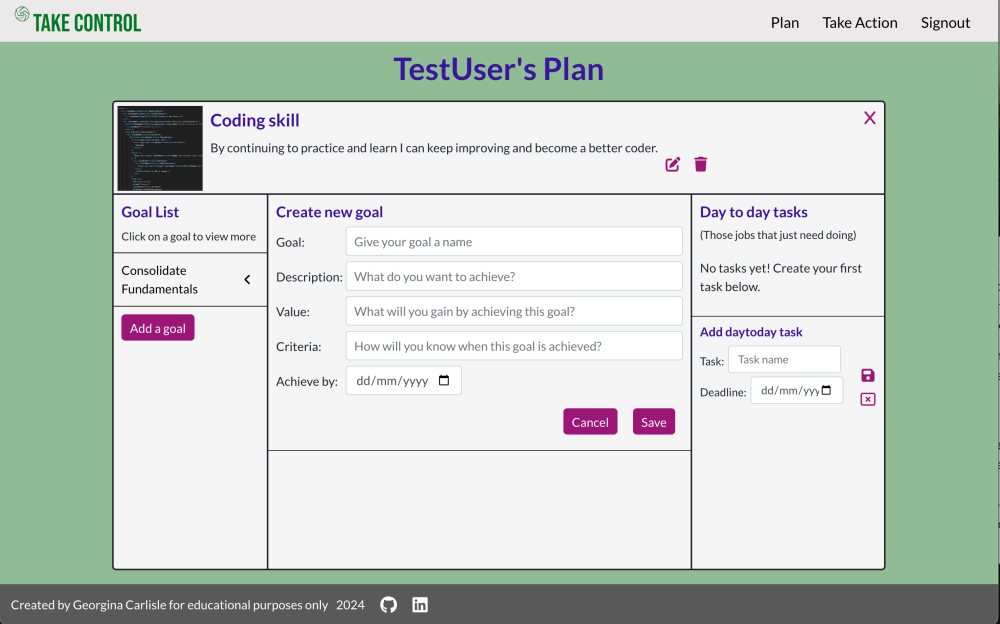 TAKE CONTROL
Plan
Take Action
Signout
TestUser's Plan
Coding skill
X
By continuing to practice and learn I can keep improving and become a better coder.
Goal List
Click on a goal to view more
Consolidate
Fundamentals
Add a goal
Create new goal
Goal: Give your goal a name
Description: What do you want to achieve?
Value: What will you gain by achieving this goal?
Criteria: How will you know when this goal is achieved?
Achieve by: dd/mm/yyyy
Cancel
Save
Day to day tasks
(Those jobs that just need doing)
No tasks yet! Create your first
task below.
Add daytoday task
Task: Task name
Deadline: dd/mm/yyy
Created by Georgina Carlisle for educational purposes only 2024